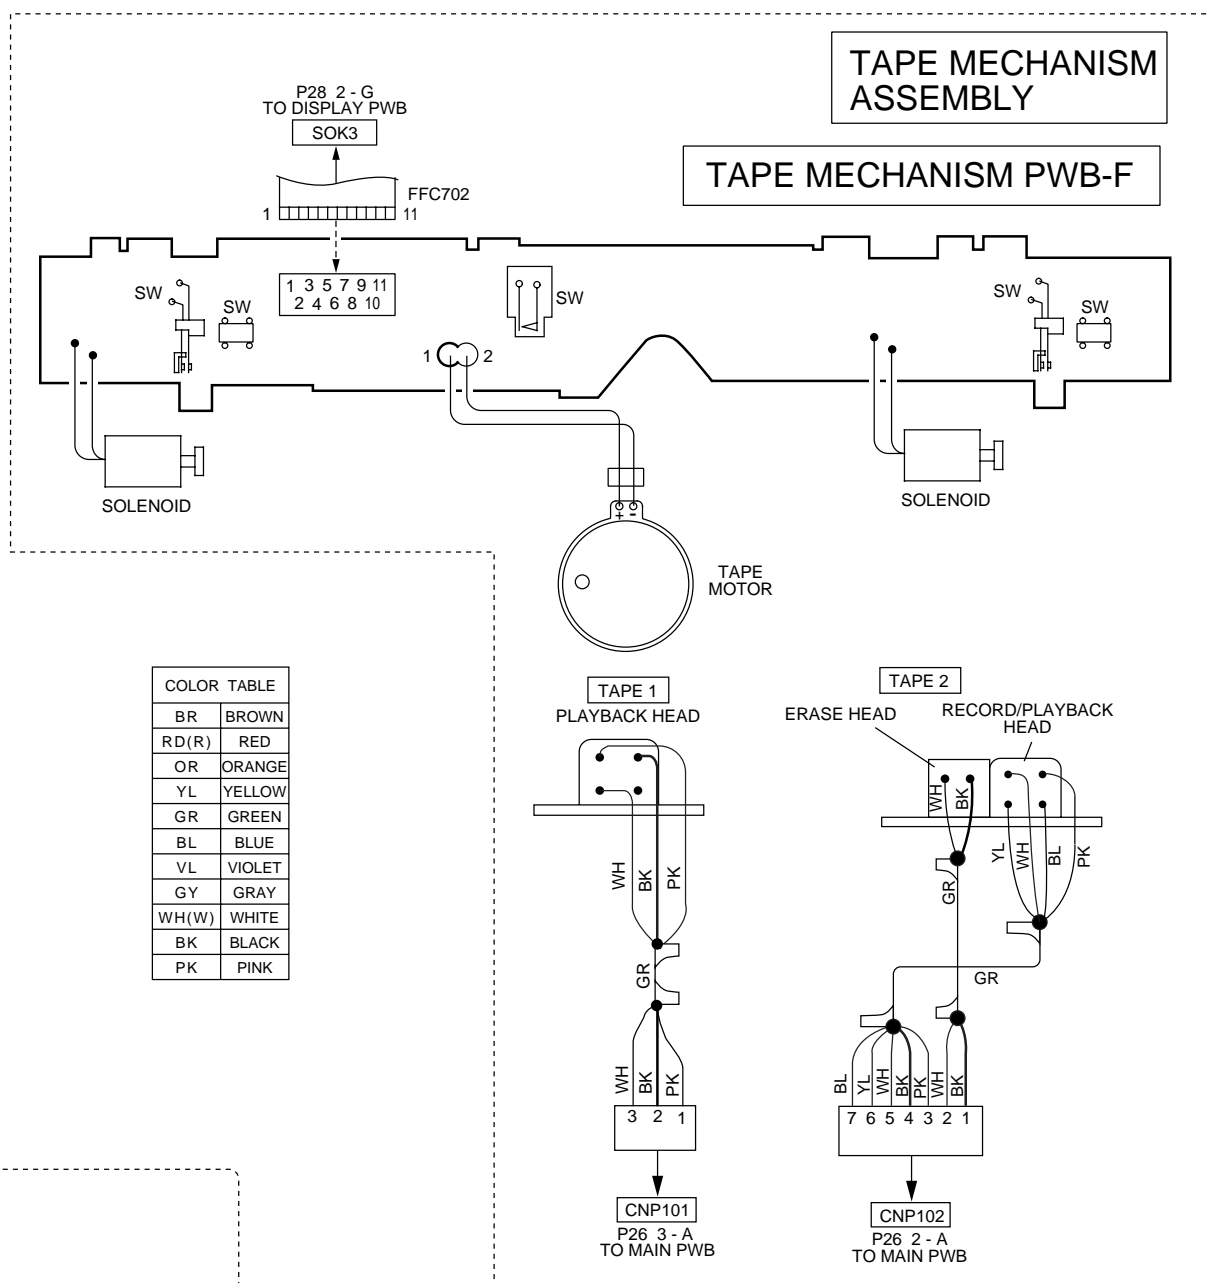 TAPE MECHANISM
ASSEMBLY
TAPE MECHANISM PWB-F
P28 2 - G
TO DISPLAY PWB
SOK3
FFC702
1 11
1 3 5 7 9 11
2 4 6 8 10
SW
SW
SW
SW
SW
1 2
SOLENOID
SOLENOID
+ -
TAPE
MOTOR
COLOR TABLE
BR BROWN
RD(R) RED
OR ORANGE
YL YELLOW
GR GREEN
BL BLUE
VL VIOLET
GY GRAY
WH(W) WHITE
BK BLACK
PK PINK
TAPE 1
PLAYBACK HEAD
WH BK PK
GR
WH BK PK
3 2 1
CNP101
P26 3 - A
TO MAIN PWB
TAPE 2
ERASE HEAD
RECORD/PLAYBACK
HEAD
WH BK
YL WH BL PK
GR
GR
BL YL WH BK PK WH BK
7 6 5 4 3 2 1
CNP102
P26 2 - A
TO MAIN PWB